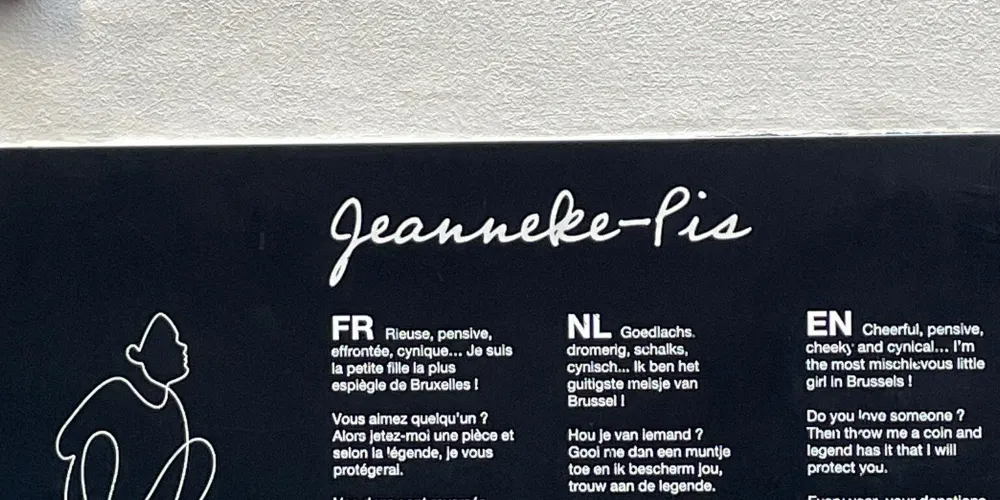 Jeanneke-Pis
FR Rieuse, pensive,
effrontée, cynique... Je suis
la petite fille la plus
espiègle de Bruxelles !
Vous aimez quelqu'un ?
Alors jetez-moi une pièce et
selon la légende, je vous
protégerai.
NL Goedlachs.
dromerig, schalks,
cynisch... Ik ben het
guitigste meisje van
Brussel !
Hou je van iemand ?
Gooi me dan een muntje
toe en ik bescherm jou,
trouw aan de legende.
EN Cheerful, pensive,
cheeky and cynical... I'm
the most mischievous little
girl in Brussels !
Do you love someone ?
Then throw me a coin and
legend has it that I will
protect you.